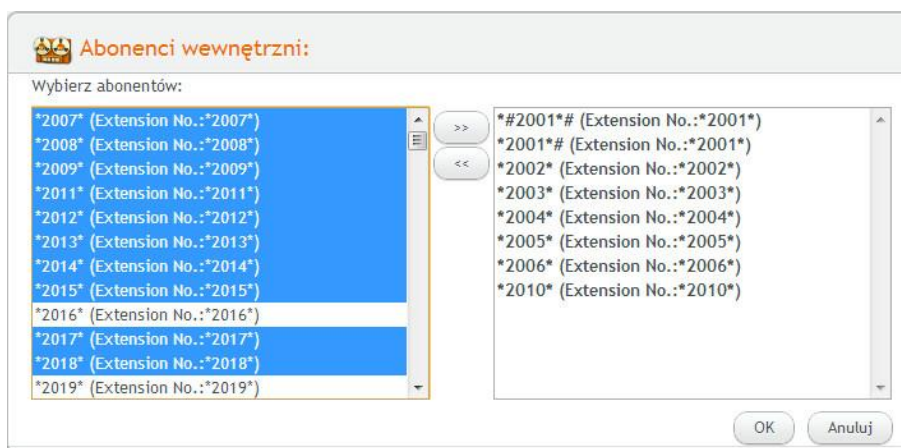 Abonenci wewnętrzni:
Wybierz abonentów:
*2007* (Extension No.:*2007*)
*2008* (Extension No.:*2008*)
*2009* (Extension No.:*2009*)
*2011* (Extension No.:*2011*)
*2012* (Extension No.:*2012*)
*2013* (Extension No.:*2013*)
*2014* (Extension No.:*2014*)
*2015* (Extension No.:*2015*)
*2016* (Extension No.:*2016*)
*2017* (Extension No.:*2017*)
*2018* (Extension No.:*2018*)
*2019* (Extension No.:*2019*)
>>
<<
*#2001*# (Extension No.:*2001*)
*2001*# (Extension No.:*2001*)
*2002* (Extension No.:*2002*)
*2003* (Extension No.:*2003*)
*2004* (Extension No.:*2004*)
*2005* (Extension No.:*2005*)
*2006* (Extension No.:*2006*)
*2010* (Extension No.:*2010*)
OK Anuluj